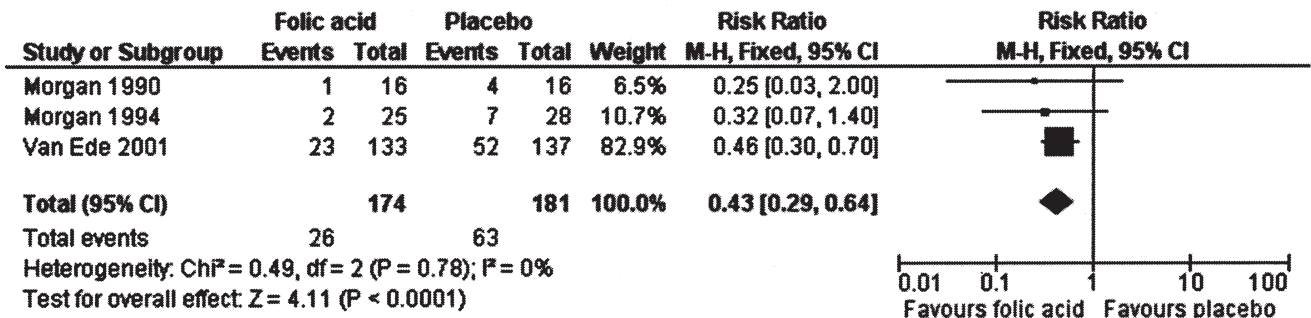 Folic acid Placebo Risk Ratio Risk Ratio
Study or Subgroup Events Total Events Total Weight M-H, Fixed, 95% CI M-H, Fixed, 95% CI
Morgan 1990 1 16 4 16 6.5% 0.25 [0.03, 2.00]
Morgan 1994 2 25 7 28 10.7% 0.32 [0.07, 1.40]
Van Ede 2001 23 133 52 137 82.9% 0.46 [0.30, 0.70]
Total (95% CI) 174 181 100.0% 0.43 [0.29, 0.64]
Total events 26 63
Heterogeneity: Chi² = 0.49, df = 2 (P = 0.78); I² = 0%
Test for overall effect: Z = 4.11 (P < 0.0001)
0.01 0.1 1 10 100
Favours folic acid Favours placebo